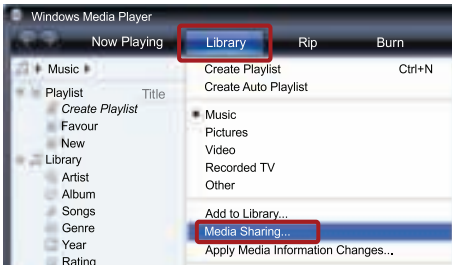 Windows Media Player
Now Playing Library Rip Burn
Music
Playlist Title
Create Playlist
Favour
New
Library
Artist
Album
Songs
Genre
Year
Rating
Create Playlist Ctrl+N
Create Auto Playlist
Music
Pictures
Video
Recorded TV
Other
Add to Library...
Media Sharing...
Apply Media Information Changes...